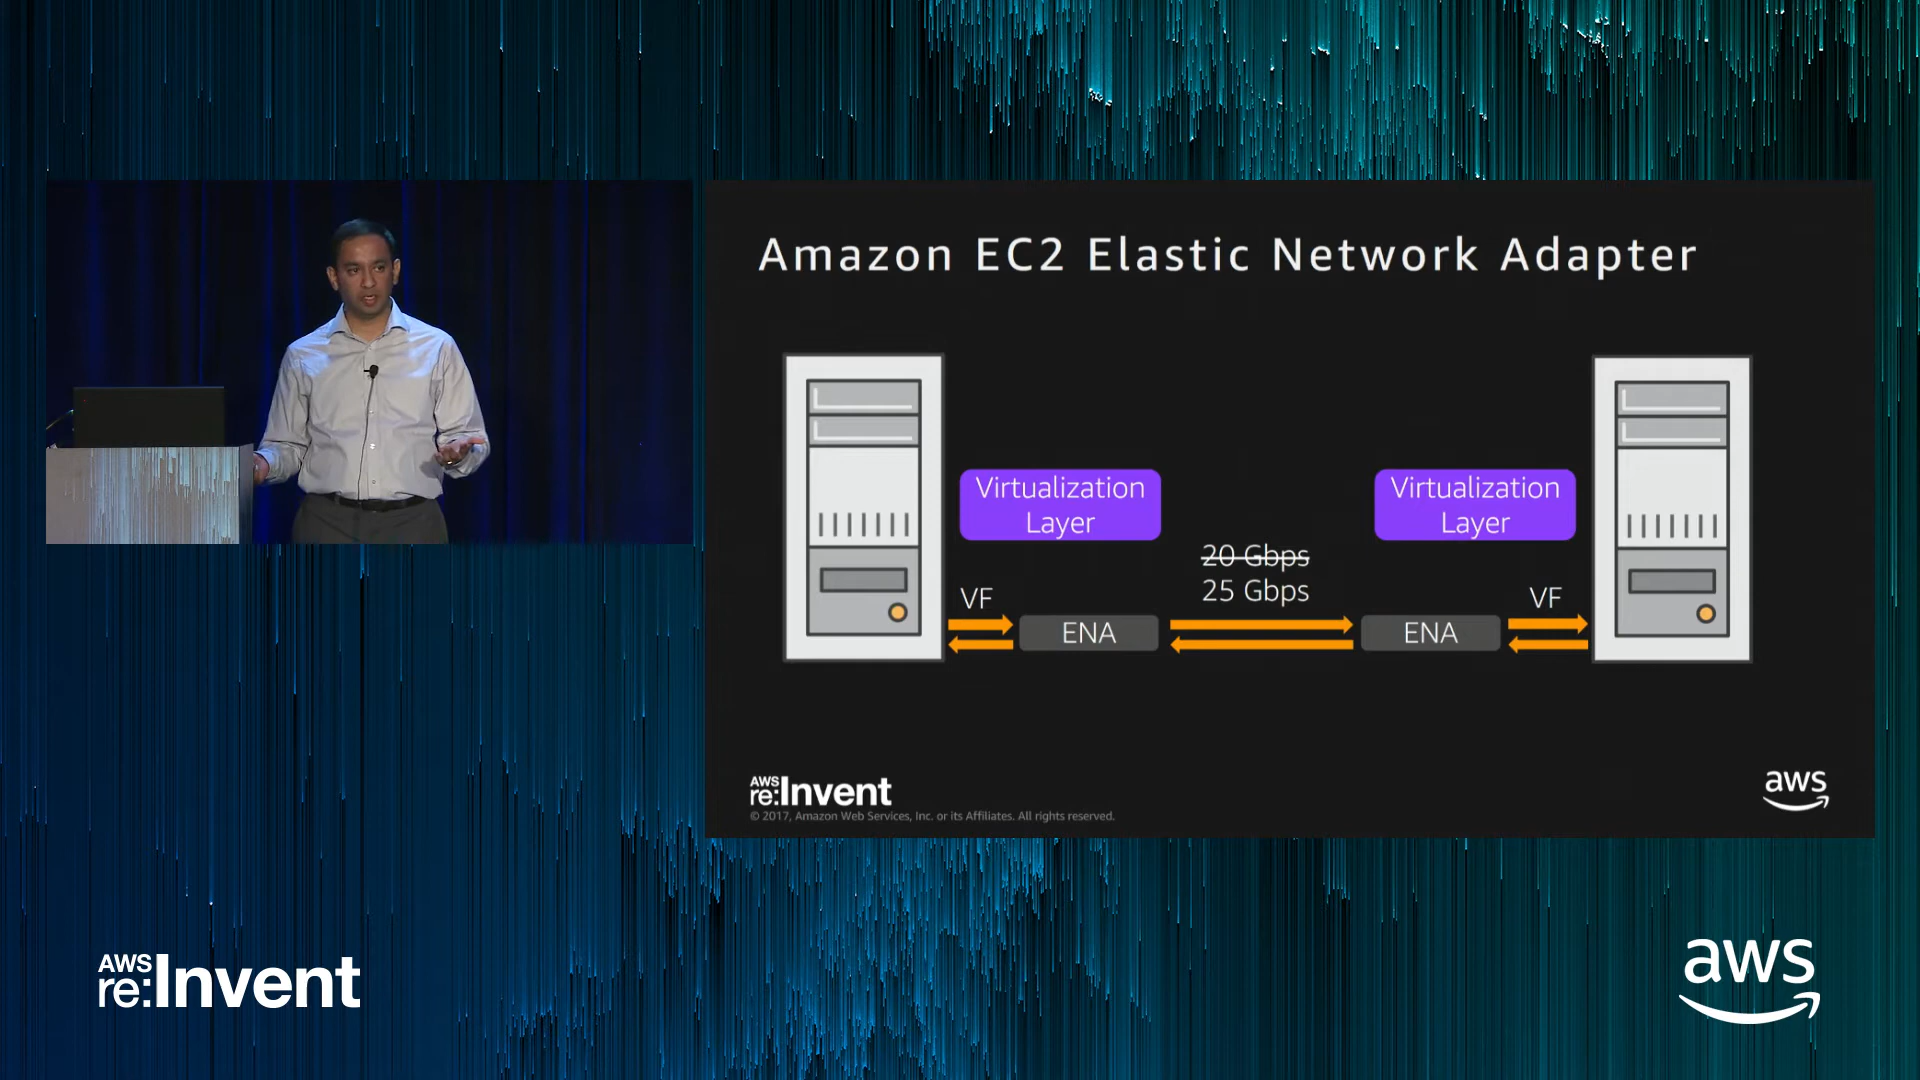 Amazon EC2 Elastic Network Adapter
Virtualization
Layer
Virtualization
Layer
20 Gbps
25 Gbps
VF
VF
ENA
ENA
AWS
re:Invent
© 2017, Amazon Web Services, Inc. or its Affiliates. All rights reserved.
aws
AWS
re:Invent
aws